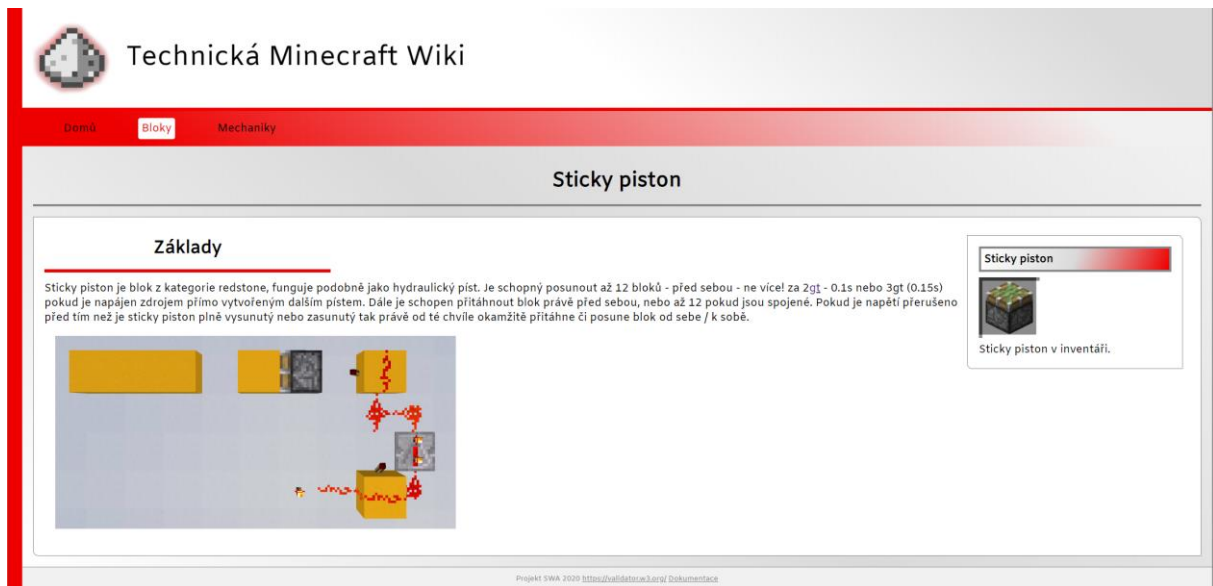 Technická Minecraft Wiki
Domů
Bloky
Mechaniky
Sticky piston
Základy
Sticky piston je blok z kategorie redstone, funguje podobně jako hydraulický píst. Je schopný posunout až 12 bloků - před sebou - ne více! za 2gt - 0.1s nebo 3gt (0.15s)
pokud je napájen zdrojem přímo vytvořeným dalším pístem. Dále je schopen přitáhnout blok právě před sebou, nebo až 12 pokud jsou spojené. Pokud je napětí přerušeno
před tím než je sticky piston plně vysunutý nebo zasunutý tak právě od té chvíle okamžitě přitáhne či posune blok od sebe / k sobě.
Sticky piston
Sticky piston v inventáři.
Projekt SWA 2020 https://validator.w3.org/ Dokumentace